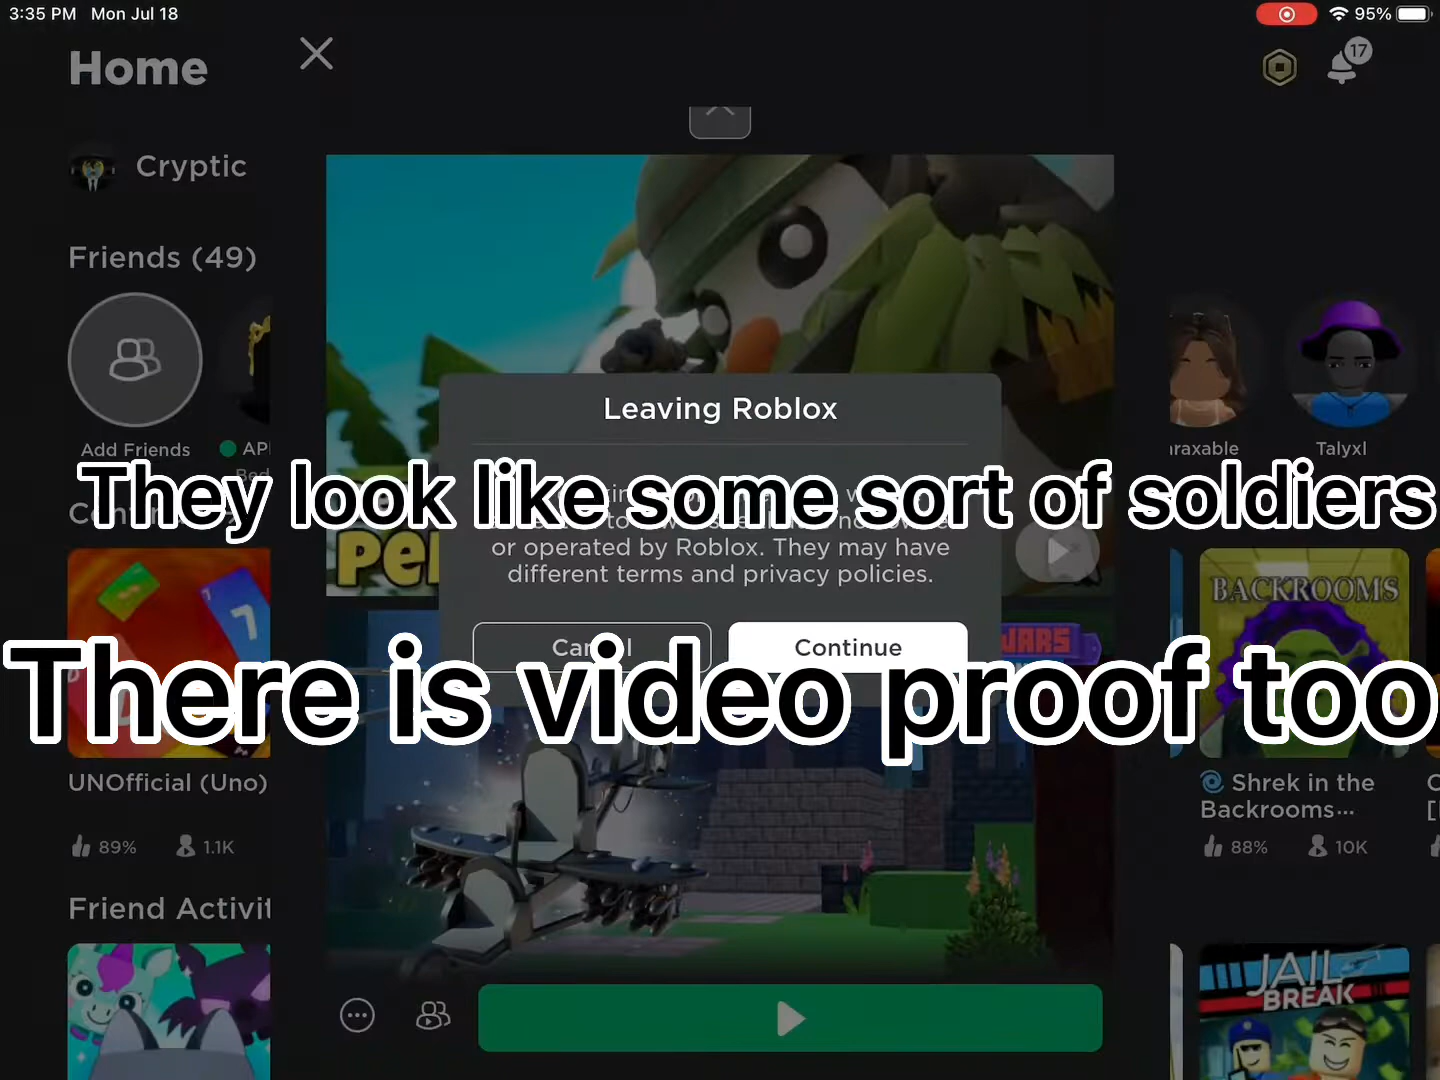 3:35 PM Mon Jul 18
95%
Home
17
Cryptic
Friends (49)
Leaving Roblox
Add Friends
AP
raxable
Talyxl
They look like some sort of soldiers
or operated by Roblox. They may have
different terms and privacy policies.
BACKROOMS
Continue
WARS
There is video proof too
UNOfficial (Uno)
Shrek in the
Backrooms...
89% 1.1K
88% 10K
Friend Activit
JAIL
BREAK